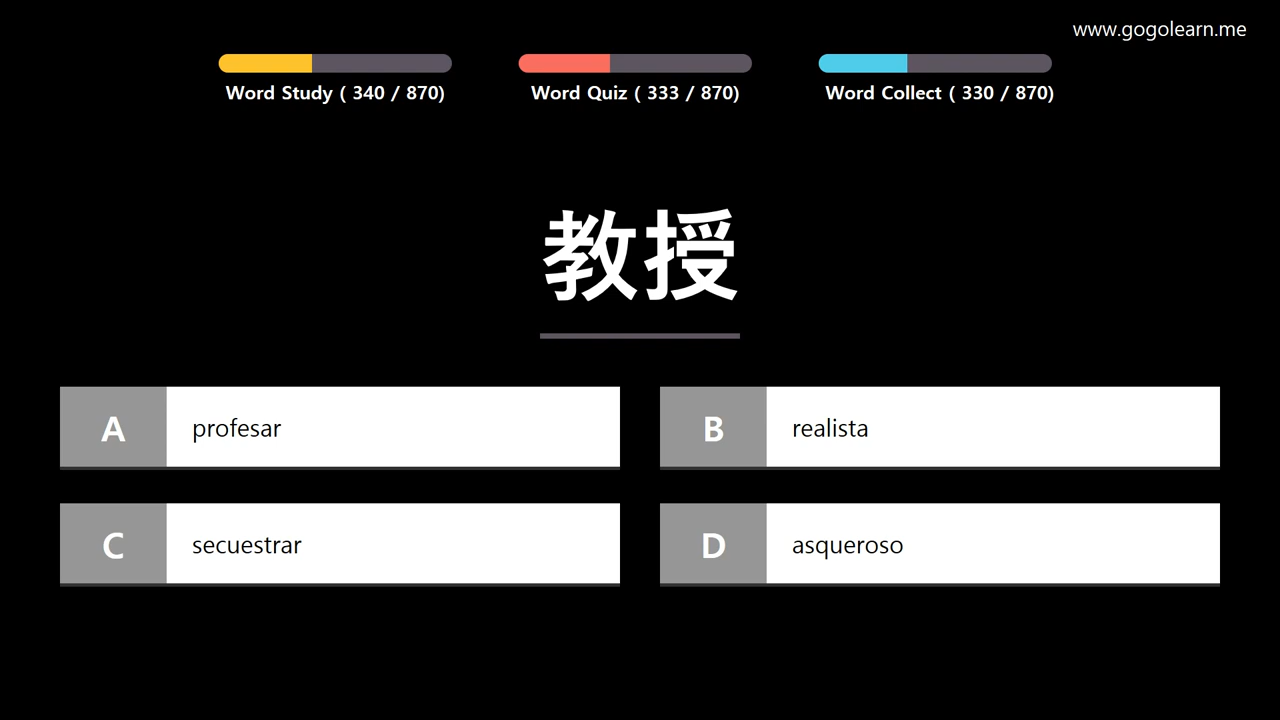 www.gogolearn.me
Word Study ( 340 / 870)
Word Quiz ( 333 / 870)
Word Collect ( 330 / 870)
教授
A profesar
B realista
C secuestrar
D asqueroso